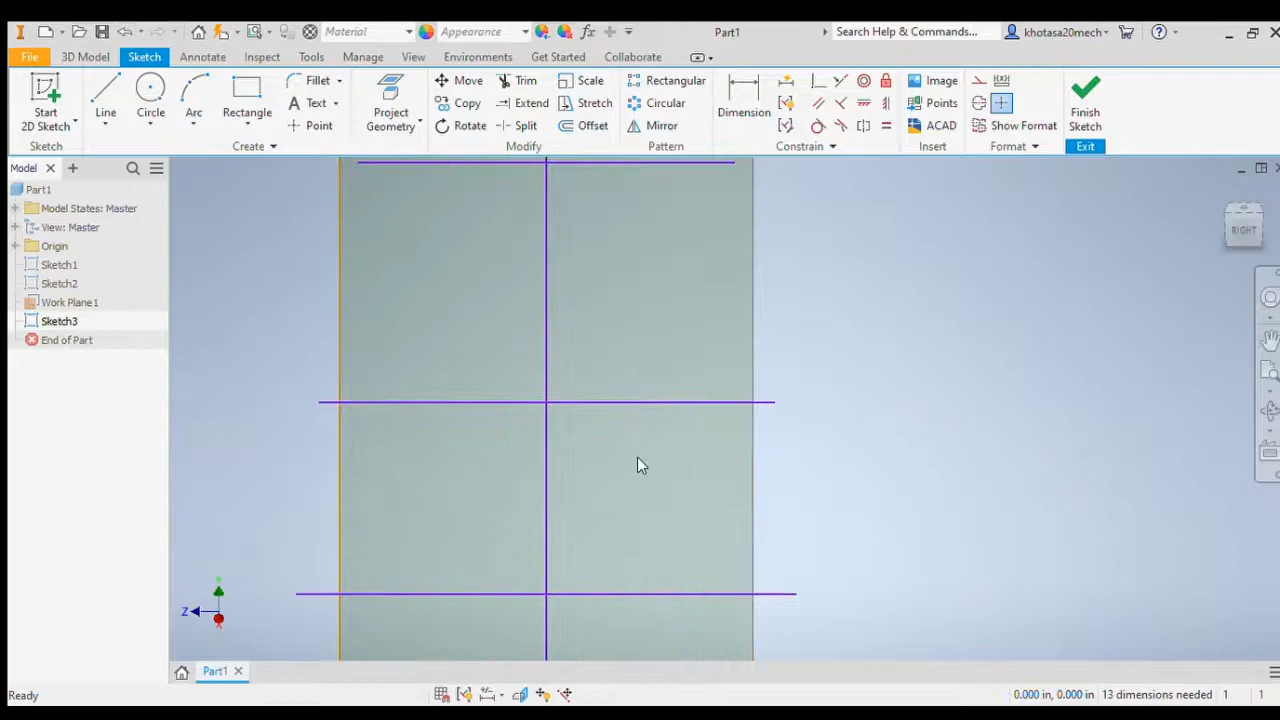 Material
Appearance
fx
Part1
Search Help & Commands...
khotasa20mech
File
3D Model
Sketch
Annotate
Inspect
Tools
Manage
View
Environments
Get Started
Collaborate
Start 2D Sketch
Line
Circle
Arc
Rectangle
Fillet
Text
Point
Project Geometry
Move
Copy
Rotate
Trim
Extend
Split
Scale
Stretch
Offset
Rectangular
Circular
Mirror
Dimension
Image
Points
ACAD
Show Format
Finish Sketch
Sketch
Create
Modify
Pattern
Constrain
Insert
Format
Exit
Model
Part1
Model States: Master
View: Master
Origin
Sketch1
Sketch2
Work Plane1
Sketch3
End of Part
RIGHT
Y
Z
X
Part1
Ready
0.000 in, 0.000 in
13 dimensions needed
1
1